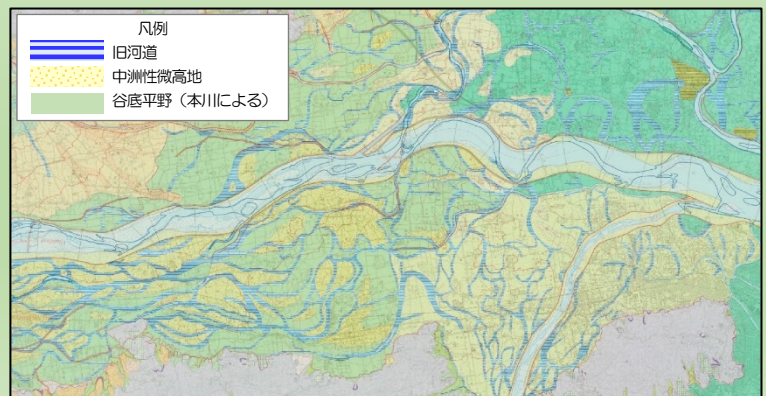 凡例
旧河道
中洲性微高地
谷底平野（本川による）